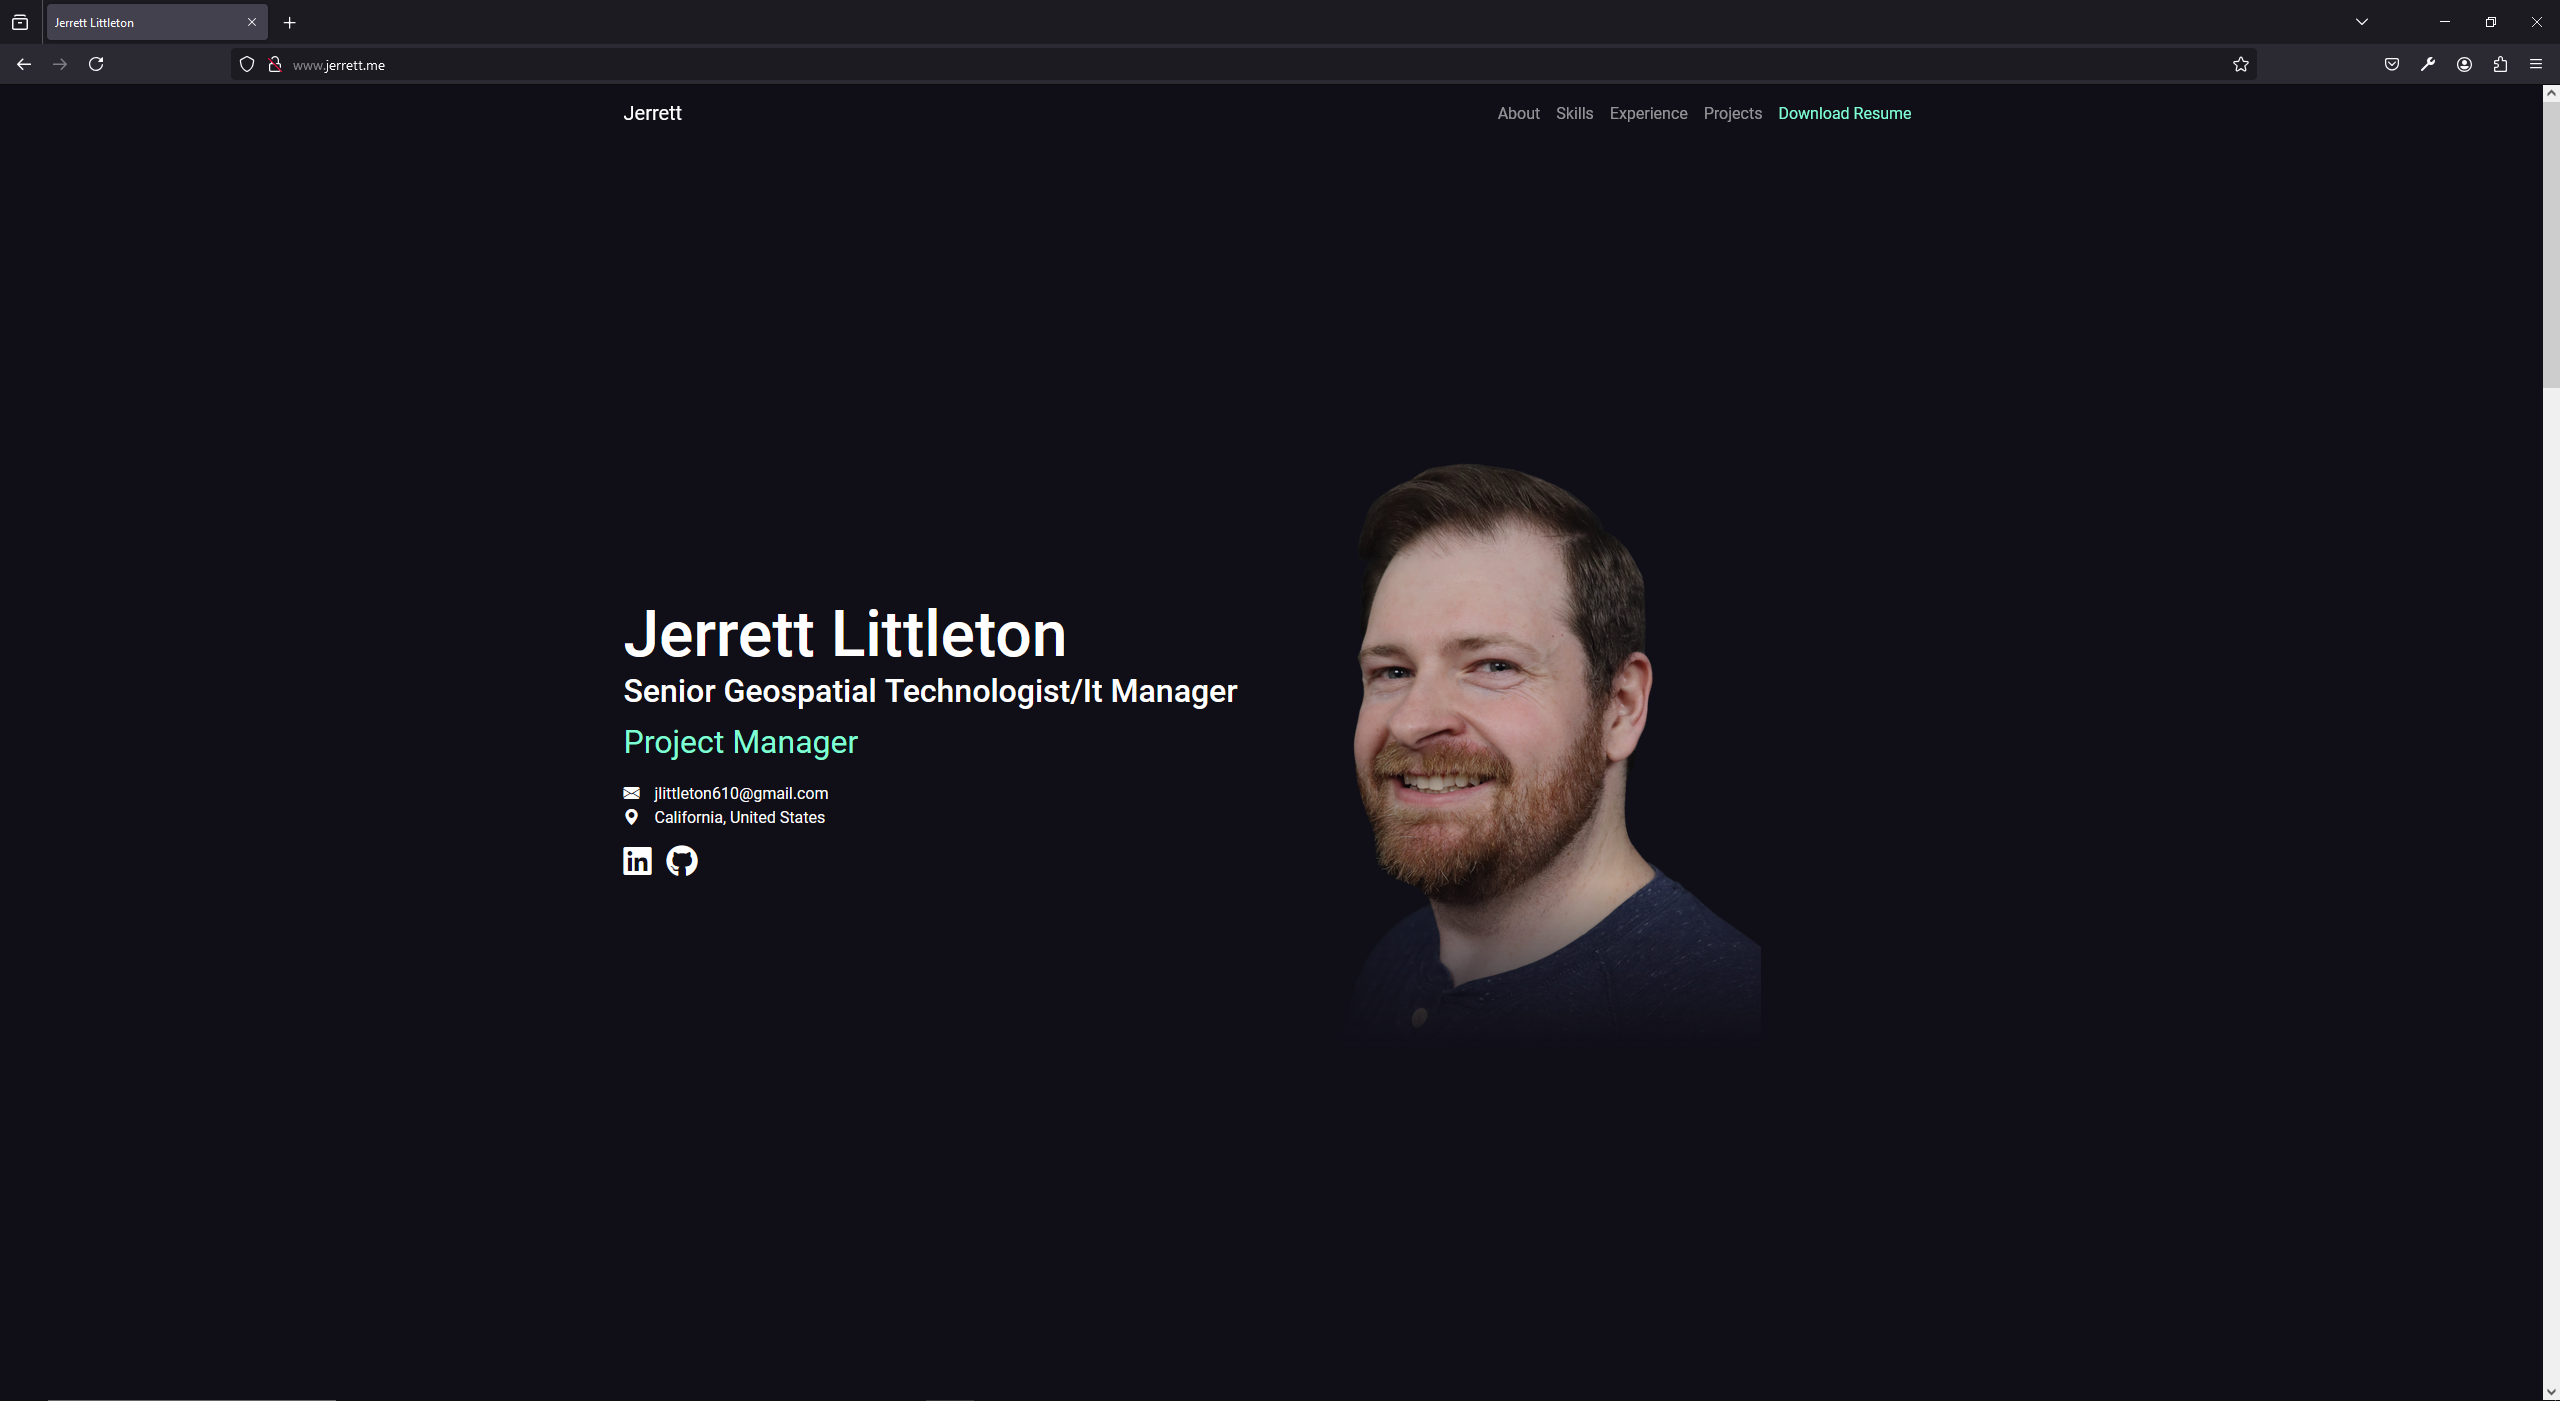 Jerrett Littleton
www.jerrett.me
Jerrett
About Skills Experience Projects Download Resume
Jerrett Littleton
Senior Geospatial Technologist/It Manager
Project Manager
jlittleton610@gmail.com
California, United States
in